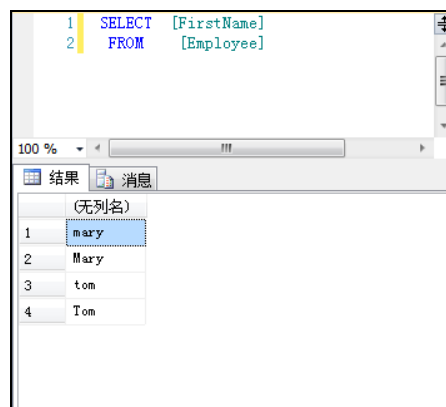 1 SELECT [FirstName]
2 FROM [Employee]
100 %
结果 消息
(无列名)
1 mary
2 Mary
3 tom
4 Tom